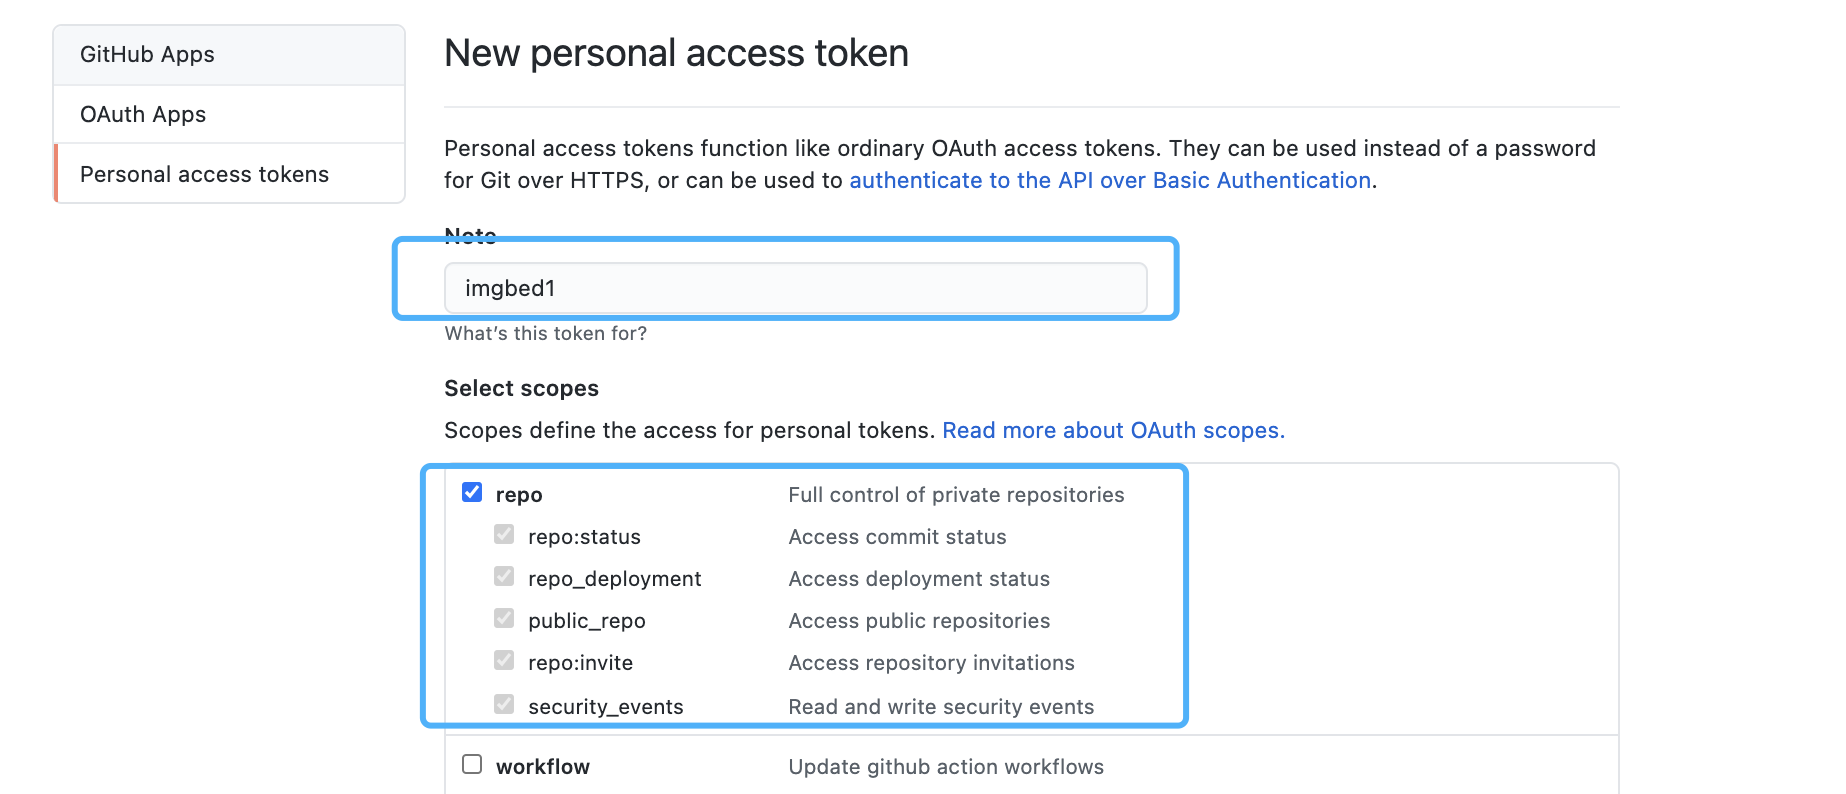 GitHub Apps
OAuth Apps
Personal access tokens
New personal access token
Personal access tokens function like ordinary OAuth access tokens. They can be used instead of a password
for Git over HTTPS, or can be used to authenticate to the API over Basic Authentication.
Note
imgbed1
What's this token for?
Select scopes
Scopes define the access for personal tokens. Read more about OAuth scopes.
repo Full control of private repositories
repo:status Access commit status
repo_deployment Access deployment status
public_repo Access public repositories
repo:invite Access repository invitations
security_events Read and write security events
workflow Update github action workflows